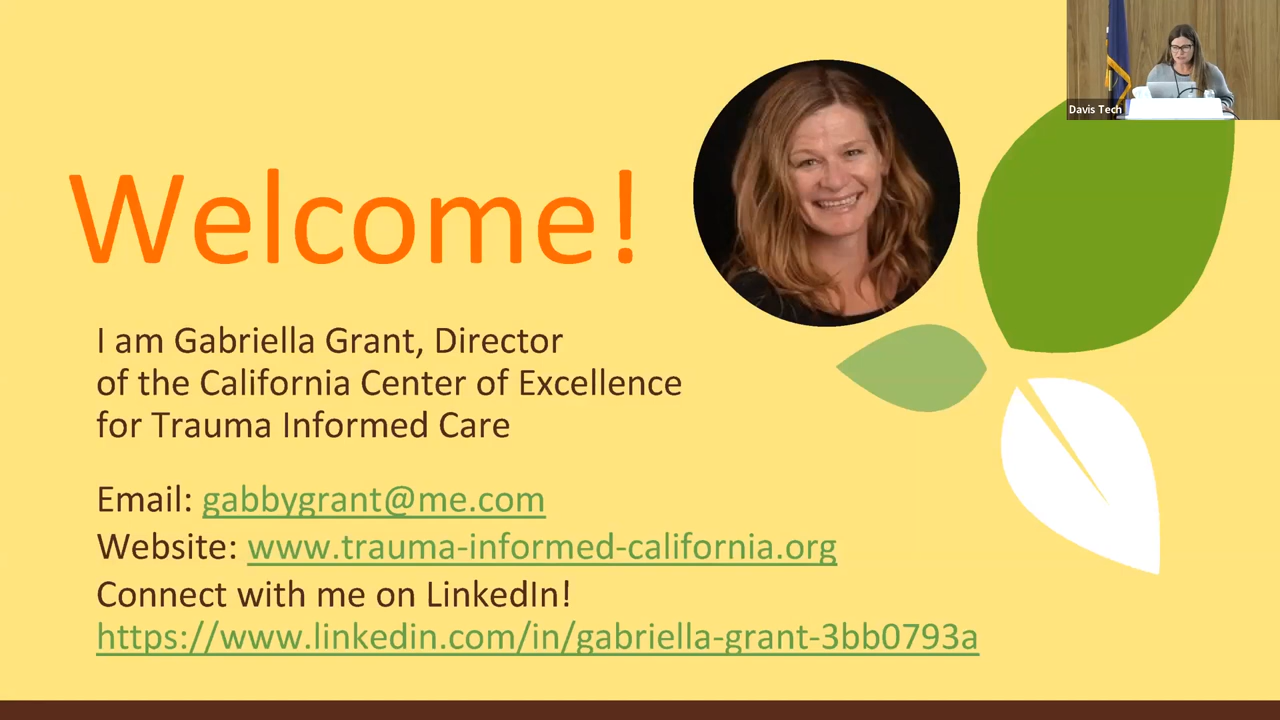 Davis Tech
Welcome!
I am Gabriella Grant, Director
of the California Center of Excellence
for Trauma Informed Care
Email: gabbygrant@me.com
Website: www.trauma-informed-california.org
Connect with me on LinkedIn!
https://www.linkedin.com/in/gabriella-grant-3bb0793a